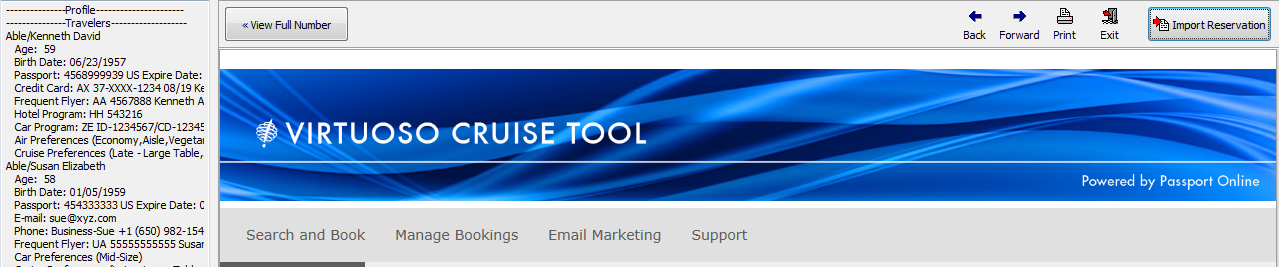 ---------------Profile----------------------
---------------Travelers-------------------
Able/Kenneth David
Age: 59
Birth Date: 06/23/1957
Passport: 4568999939 US Expire Date:
Credit Card: AX 37-XXXX-1234 08/19 Ke
Frequent Flyer: AA 4567888 Kenneth A
Hotel Program: HH 543216
Car Program: ZE ID-1234567/CD-12345
Air Preferences (Economy,Aisle,Vegetar
Cruise Preferences (Late - Large Table,
Able/Susan Elizabeth
Age: 58
Birth Date: 01/05/1959
Passport: 454333333 US Expire Date: 0
E-mail: sue@xyz.com
Phone: Business-Sue +1 (650) 982-154
Frequent Flyer: UA 55555555555 Susar
Car Preferences (Mid-Size)
« View Full Number
Back
Forward
Print
Exit
Import Reservation
VIRTUOSO CRUISE TOOL
Powered by Passport Online
Search and Book
Manage Bookings
Email Marketing
Support